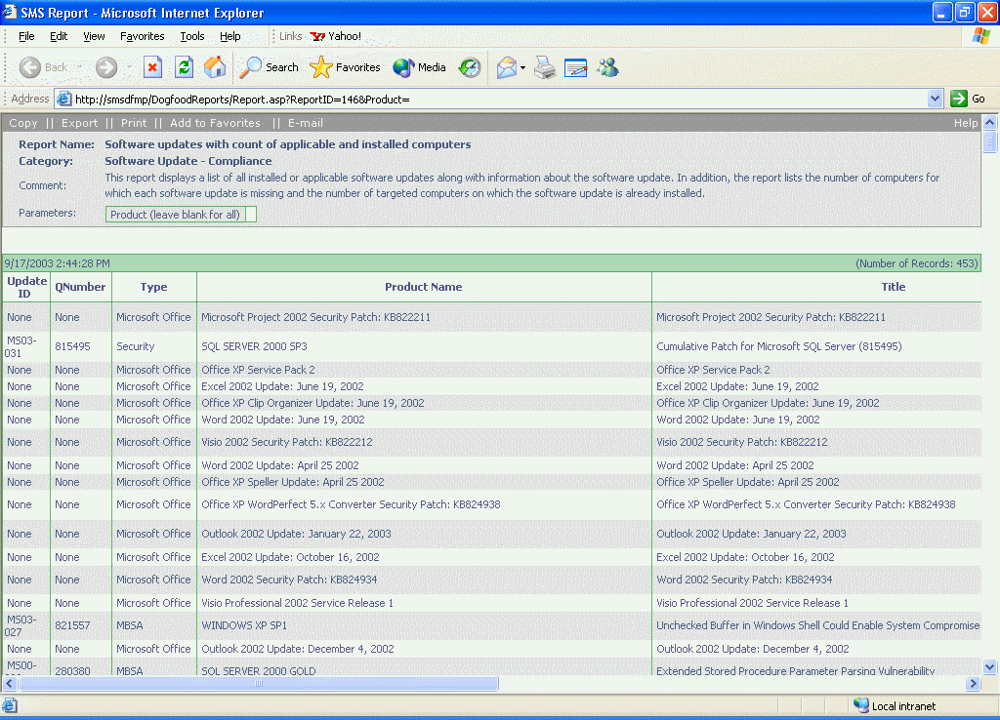 SMS Report - Microsoft Internet Explorer
File Edit View Favorites Tools Help Links Yahoo!
Back Search Favorites Media
Address http://smsdfmp/DogfoodReports/Report.asp?ReportID=146&Product= Go
Copy || Export || Print || Add to Favorites || E-mail Help
Report Name: Software updates with count of applicable and installed computers
Category: Software Update - Compliance
Comment: This report displays a list of all installed or applicable software updates along with information about the software update. In addition, the report lists the number of computers for
which each software update is missing and the number of targeted computers on which the software update is already installed.
Parameters: Product (leave blank for all)
9/17/2003 2:44:28 PM (Number of Records: 453)
Update ID QNumber Type Product Name Title
None None Microsoft Office Microsoft Project 2002 Security Patch: KB822211 Microsoft Project 2002 Security Patch: KB822211
MS03-031 815495 Security SQL SERVER 2000 SP3 Cumulative Patch for Microsoft SQL Server (815495)
None None Microsoft Office Office XP Service Pack 2 Office XP Service Pack 2
None None Microsoft Office Excel 2002 Update: June 19, 2002 Excel 2002 Update: June 19, 2002
None None Microsoft Office Office XP Clip Organizer Update: June 19, 2002 Office XP Clip Organizer Update: June 19, 2002
None None Microsoft Office Word 2002 Update: June 19, 2002 Word 2002 Update: June 19, 2002
None None Microsoft Office Visio 2002 Security Patch: KB822212 Visio 2002 Security Patch: KB822212
None None Microsoft Office Word 2002 Update: April 25 2002 Word 2002 Update: April 25 2002
None None Microsoft Office Office XP Speller Update: April 25 2002 Office XP Speller Update: April 25 2002
None None Microsoft Office Office XP WordPerfect 5.x Converter Security Patch: KB824938 Office XP WordPerfect 5.x Converter Security Patch: KB824938
None None Microsoft Office Outlook 2002 Update: January 22, 2003 Outlook 2002 Update: January 22, 2003
None None Microsoft Office Excel 2002 Update: October 16, 2002 Excel 2002 Update: October 16, 2002
None None Microsoft Office Word 2002 Security Patch: KB824934 Word 2002 Security Patch: KB824934
None None Microsoft Office Visio Professional 2002 Service Release 1 Visio Professional 2002 Service Release 1
MS03-027 821557 MBSA WINDOWS XP SP1 Unchecked Buffer in Windows Shell Could Enable System Compromise
None None Microsoft Office Outlook 2002 Update: December 4, 2002 Outlook 2002 Update: December 4, 2002
MS00- 280380 MBSA SQL SERVER 2000 GOLD Extended Stored Procedure Parameter Parsing Vulnerability
Local intranet